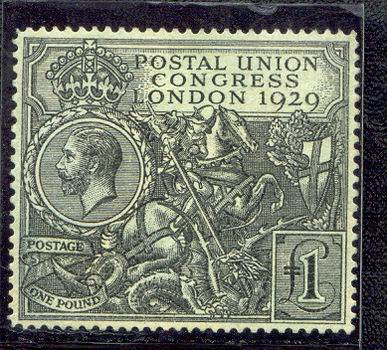 POSTAL UNION
CONGRESS
LONDON 1929
POSTAGE
ONE POUND
£1